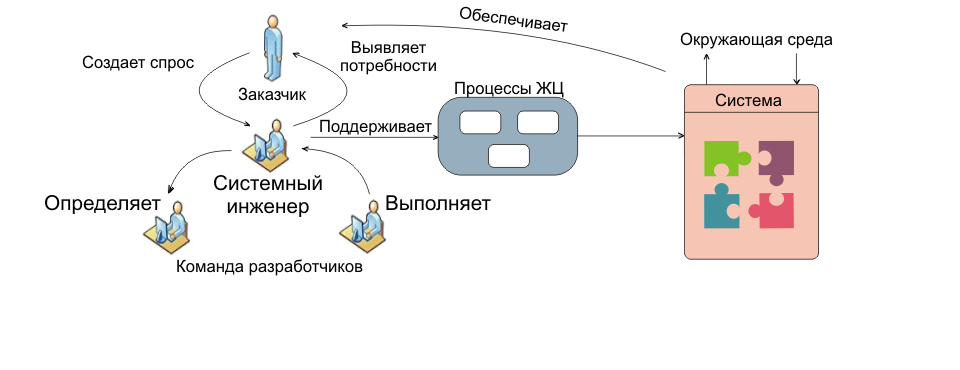 Обеспечивает
Окружающая среда
Создает спрос
Выявляет
потребности
Заказчик
Процессы ЖЦ
Система
Поддерживает
Системный
инженер
Определяет
Выполняет
Команда разработчиков